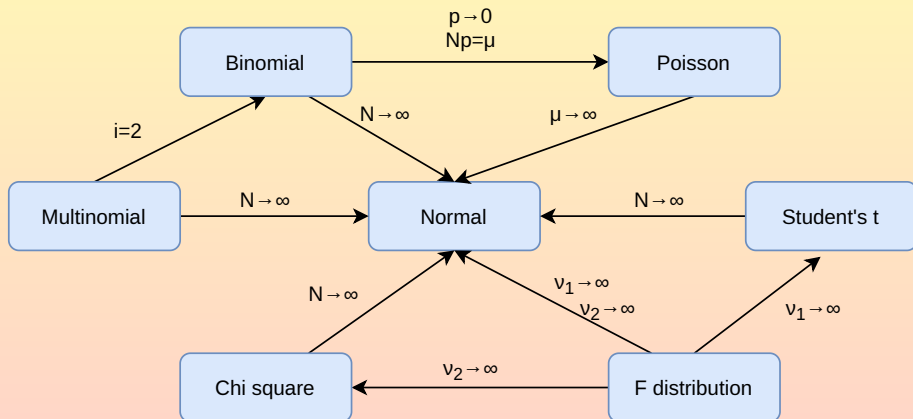 p→0
Np=μ
Binomial
Poisson
N→∞
μ→∞
i=2
Multinomial
N→∞
Normal
N→∞
Student's t
N→∞
ν₁→∞
ν₂→∞
ν₁→∞
Chi square
ν₂→∞
F distribution